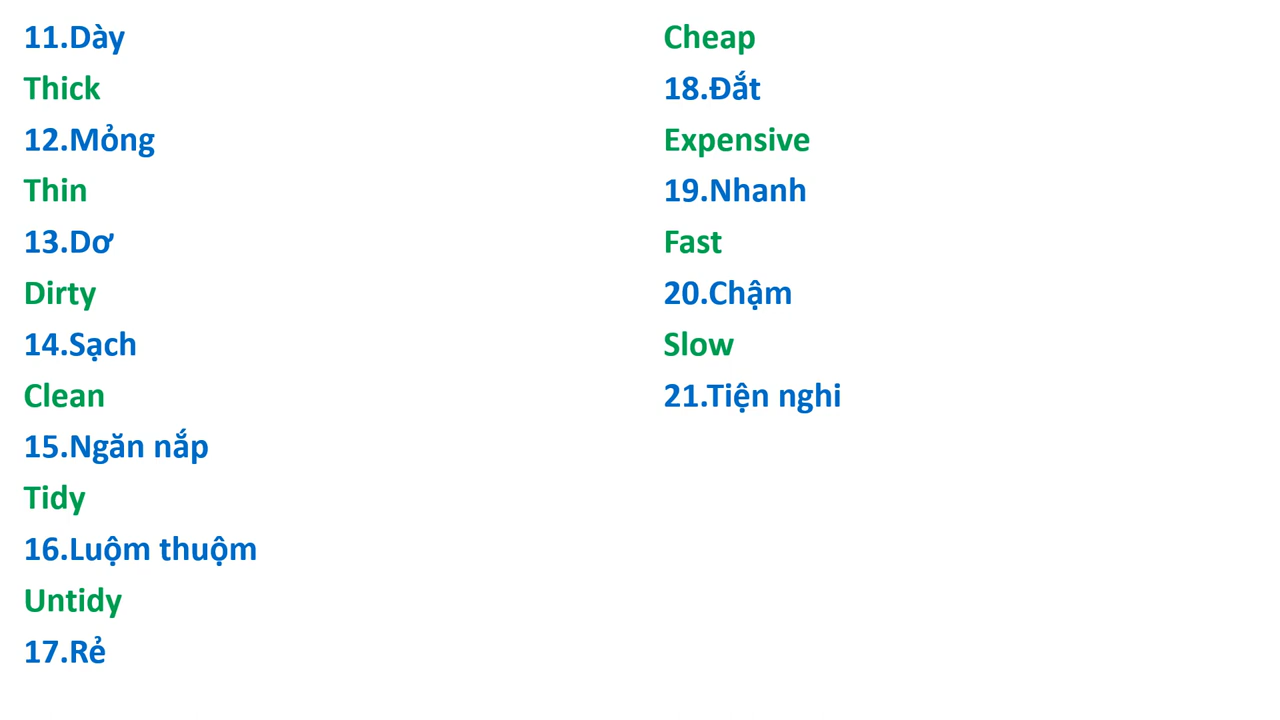 11.Dày
Thick
12.Mỏng
Thin
13.Dơ
Dirty
14.Sạch
Clean
15.Ngăn nắp
Tidy
16.Luộm thuộm
Untidy
17.Rẻ
Cheap
18.Đắt
Expensive
19.Nhanh
Fast
20.Chậm
Slow
21.Tiện nghi